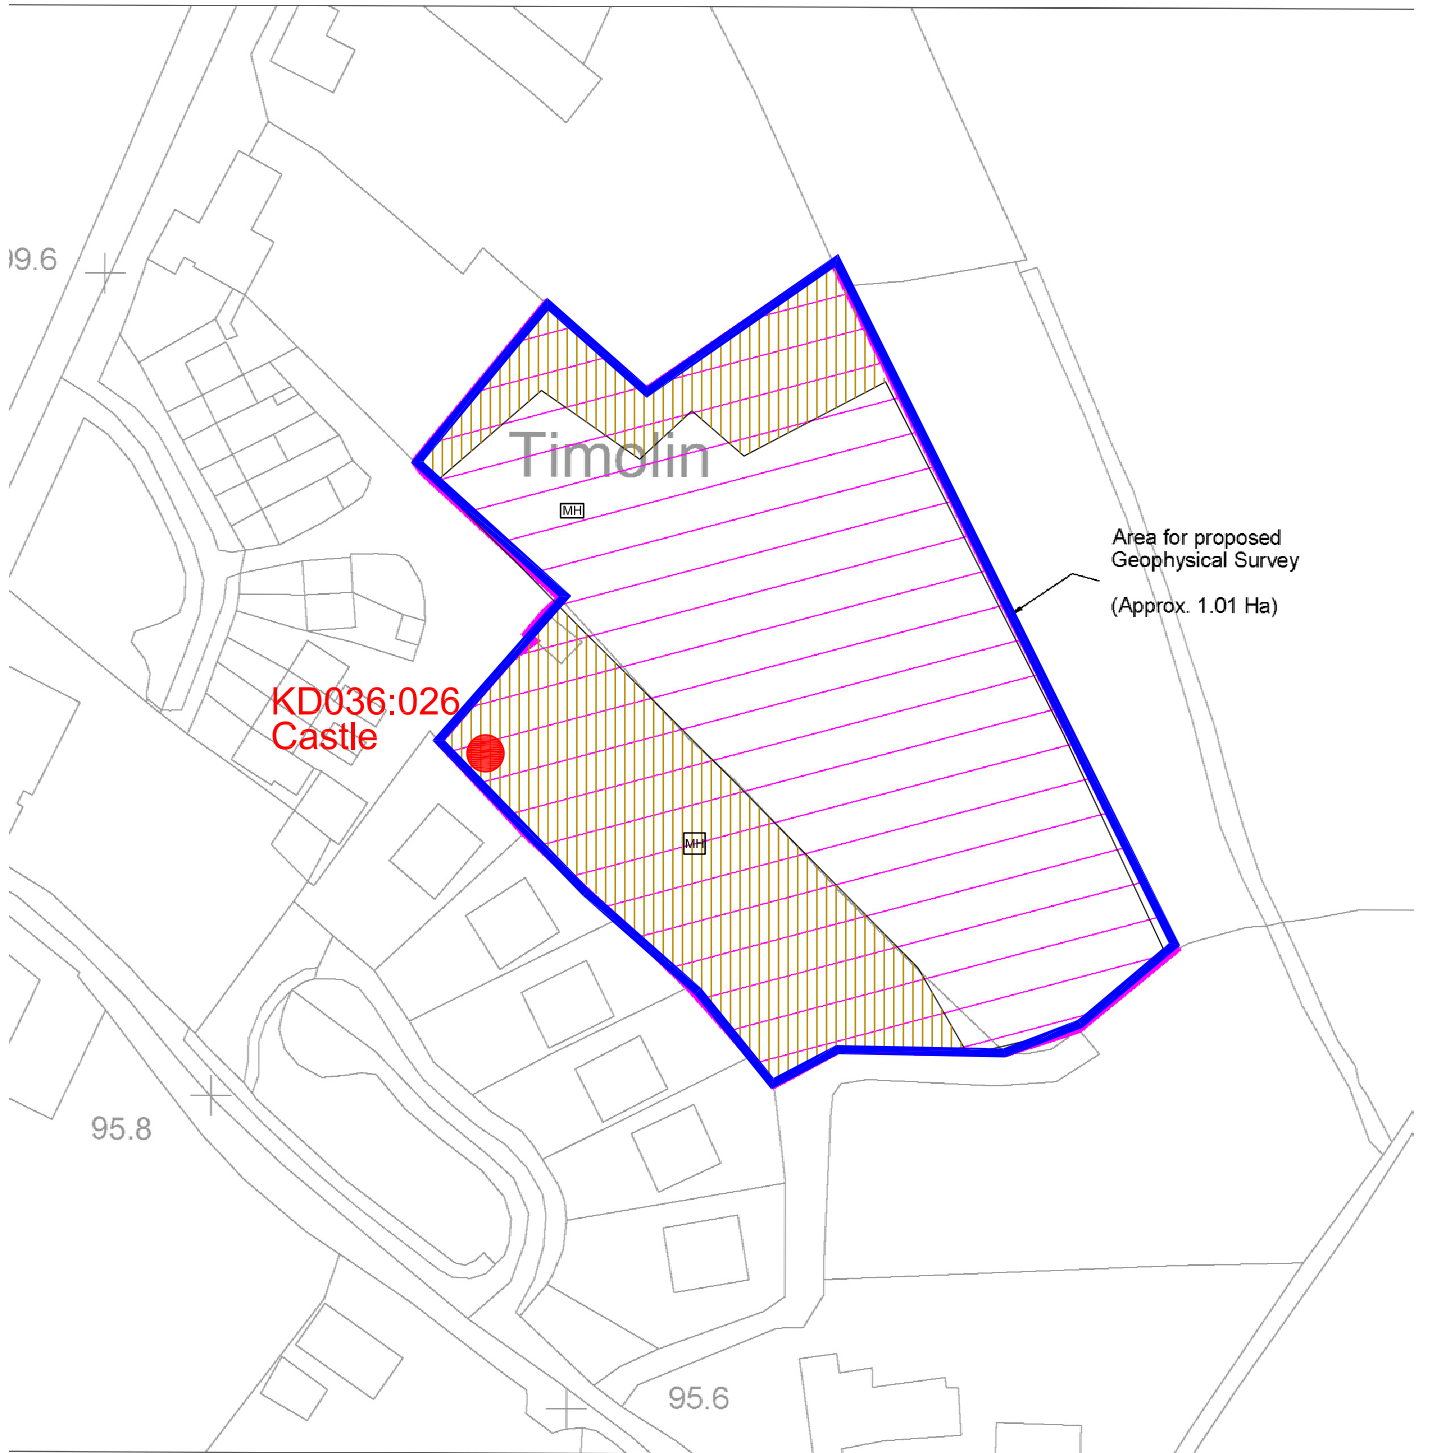 99.6
Timolin
MH
Area for proposed
Geophysical Survey
(Approx. 1.01 Ha)
KD036:026
Castle
MH
95.8
95.6